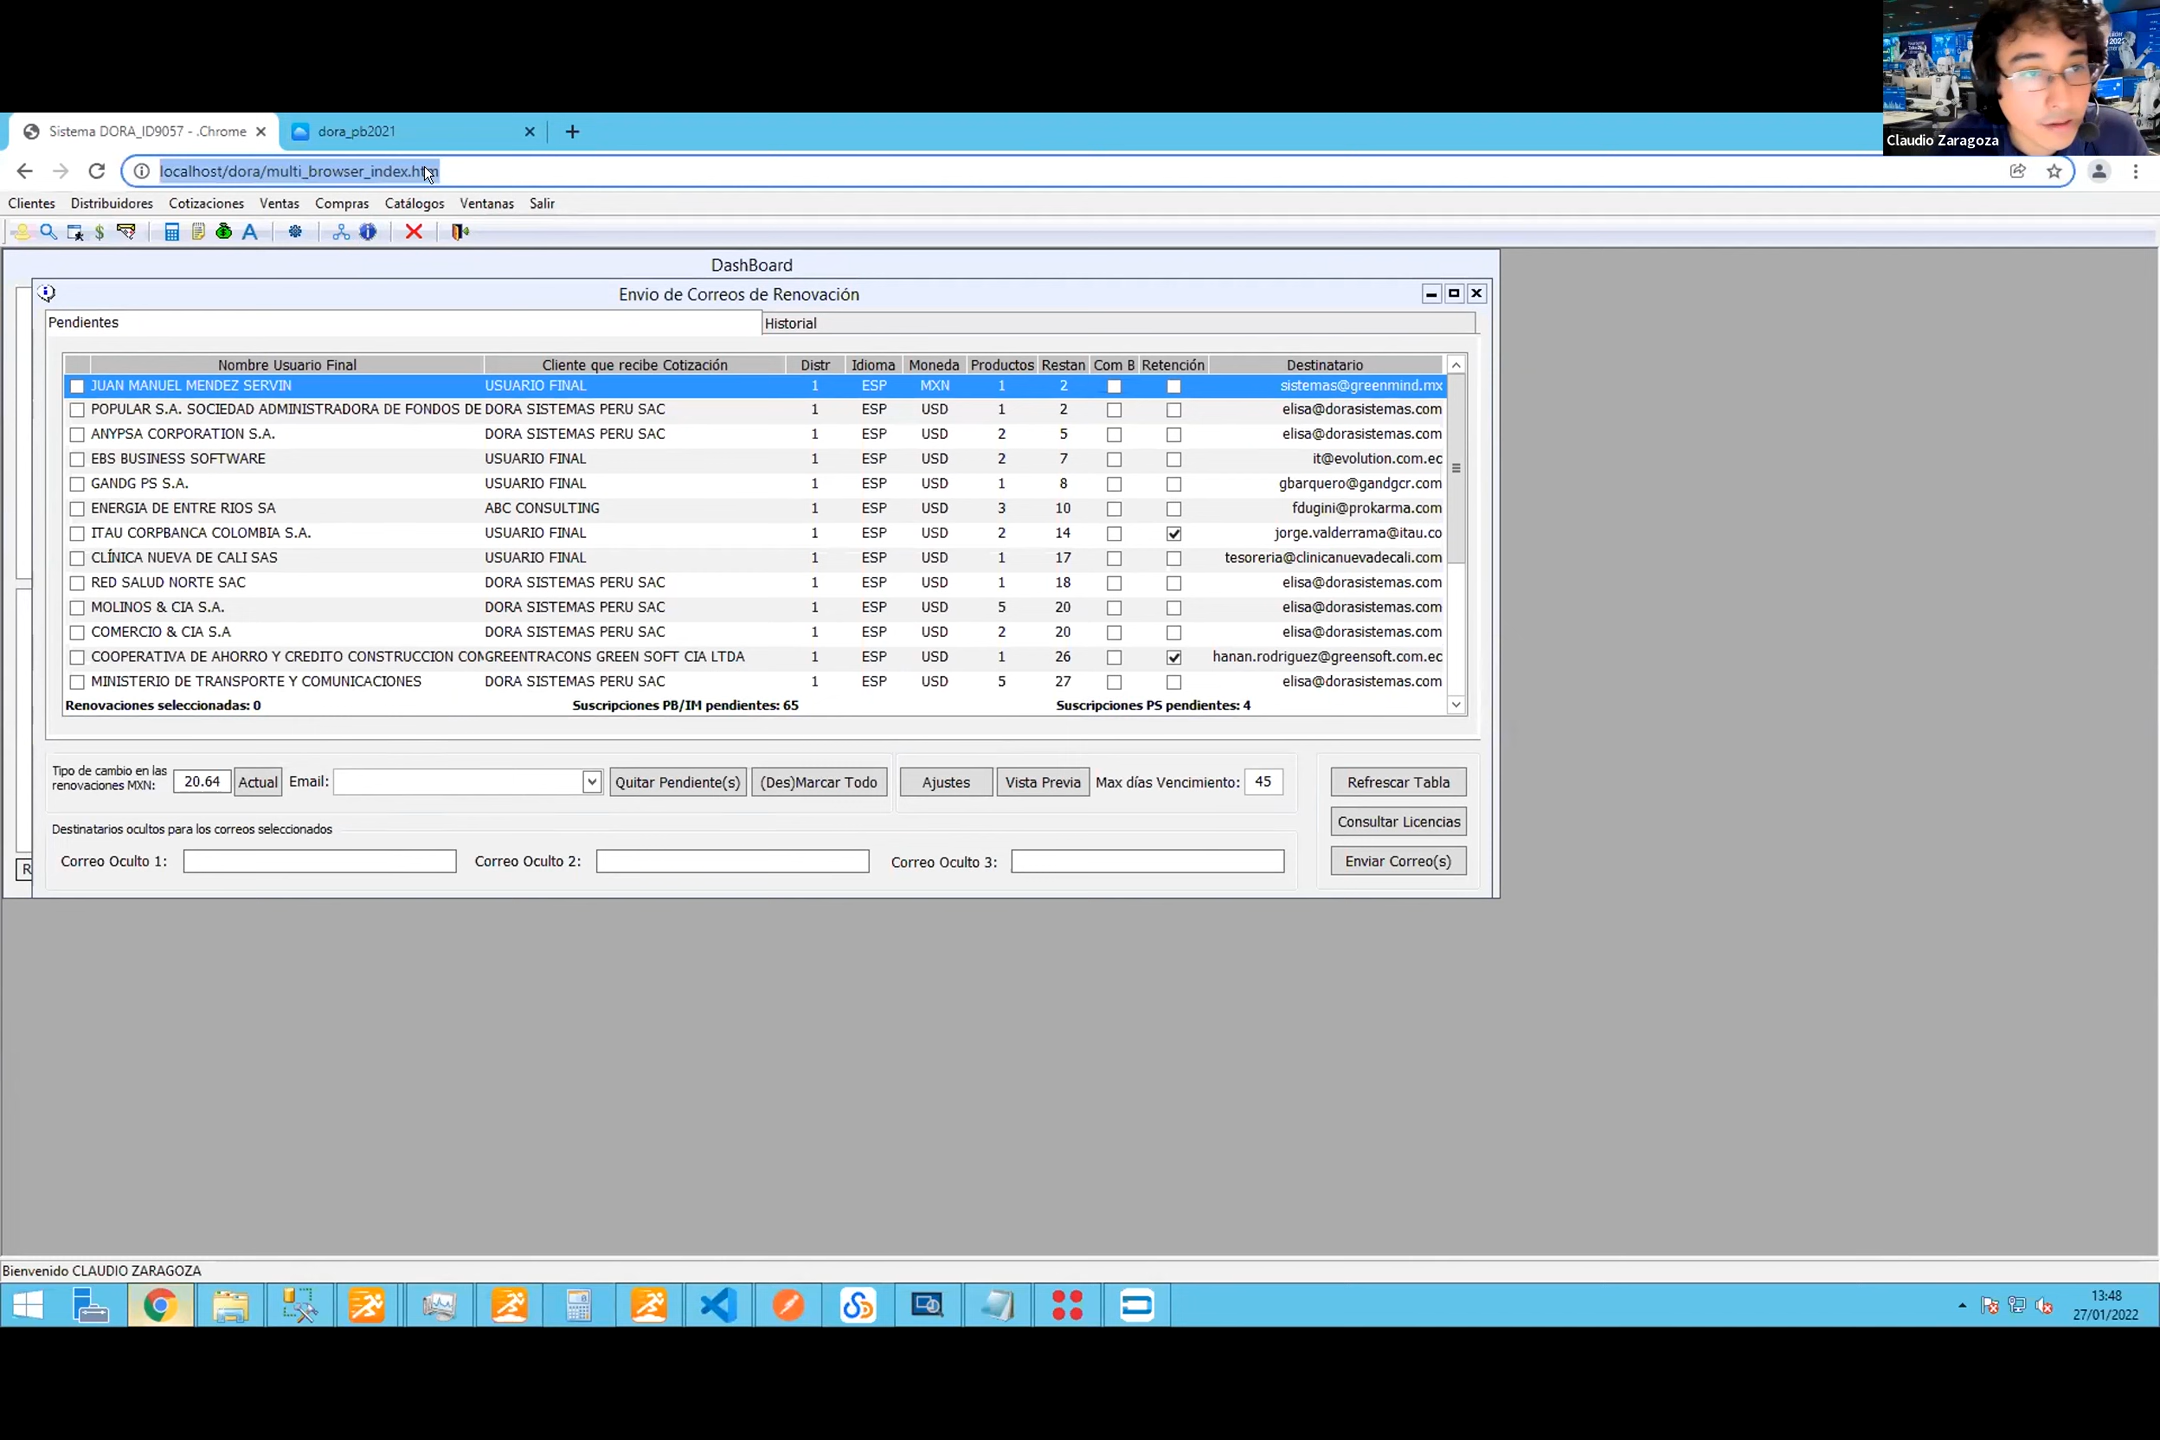 Claudio Zaragoza
Sistema DORA_ID9057 - .Chrome
dora_pb2021
localhost/dora/multi_browser_index.htm
Clientes Distribuidores Cotizaciones Ventas Compras Catálogos Ventanas Salir
DashBoard
Envio de Correos de Renovación
Pendientes Historial
Nombre Usuario Final Cliente que recibe Cotización Distr Idioma Moneda Productos Restan Com B Retención Destinatario
JUAN MANUEL MENDEZ SERVIN USUARIO FINAL 1 ESP MXN 1 2 sistemas@greenmind.mx
POPULAR S.A. SOCIEDAD ADMINISTRADORA DE FONDOS DE DORA SISTEMAS PERU SAC 1 ESP USD 1 2 elisa@dorasistemas.com
ANYPSA CORPORATION S.A. DORA SISTEMAS PERU SAC 1 ESP USD 2 5 elisa@dorasistemas.com
EBS BUSINESS SOFTWARE USUARIO FINAL 1 ESP USD 2 7 it@evolution.com.ec
GANDG PS S.A. USUARIO FINAL 1 ESP USD 1 8 gbarquero@gandgcr.com
ENERGIA DE ENTRE RIOS SA ABC CONSULTING 1 ESP USD 3 10 fdugini@prokarma.com
ITAU CORPBANCA COLOMBIA S.A. USUARIO FINAL 1 ESP USD 2 14 jorge.valderrama@itau.co
CLÍNICA NUEVA DE CALI SAS USUARIO FINAL 1 ESP USD 1 17 tesoreria@clinicanuevadecali.com
RED SALUD NORTE SAC DORA SISTEMAS PERU SAC 1 ESP USD 1 18 elisa@dorasistemas.com
MOLINOS & CIA S.A. DORA SISTEMAS PERU SAC 1 ESP USD 5 20 elisa@dorasistemas.com
COMERCIO & CIA S.A DORA SISTEMAS PERU SAC 1 ESP USD 2 20 elisa@dorasistemas.com
COOPERATIVA DE AHORRO Y CREDITO CONSTRUCCION CON GREENTRACONS GREEN SOFT CIA LTDA 1 ESP USD 1 26 hanan.rodriguez@greensoft.com.ec
MINISTERIO DE TRANSPORTE Y COMUNICACIONES DORA SISTEMAS PERU SAC 1 ESP USD 5 27 elisa@dorasistemas.com
Renovaciones seleccionadas: 0 Suscripciones PB/IM pendientes: 65 Suscripciones PS pendientes: 4
Tipo de cambio en las
renovaciones MXN: 20.64 Actual Email: Quitar Pendiente(s) (Des)Marcar Todo Ajustes Vista Previa Max días Vencimiento: 45 Refrescar Tabla
Consultar Licencias
Destinatarios ocultos para los correos seleccionados
Correo Oculto 1: Correo Oculto 2: Correo Oculto 3: Enviar Correo(s)
R
Bienvenido CLAUDIO ZARAGOZA
13:48
27/01/2022